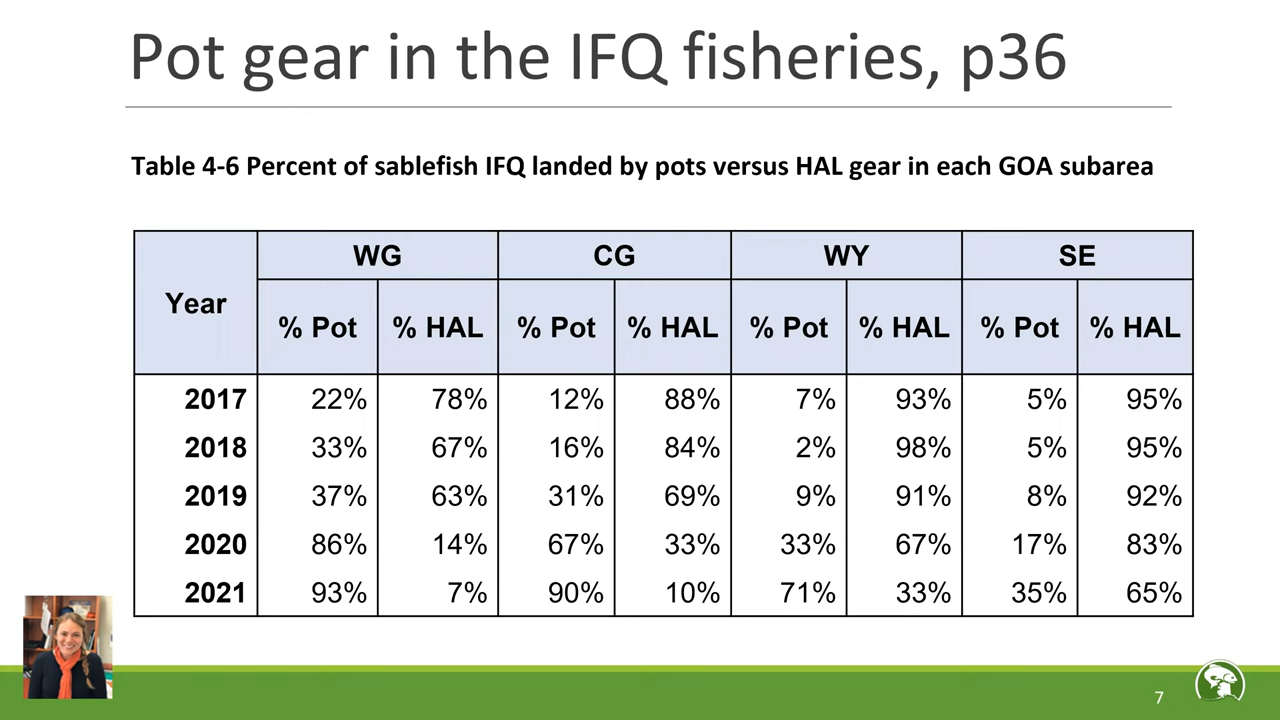 Pot gear in the IFQ fisheries, p36
Table 4-6 Percent of sablefish IFQ landed by pots versus HAL gear in each GOA subarea
Year WG CG WY SE
% Pot % HAL % Pot % HAL % Pot % HAL % Pot % HAL
2017 22% 78% 12% 88% 7% 93% 5% 95%
2018 33% 67% 16% 84% 2% 98% 5% 95%
2019 37% 63% 31% 69% 9% 91% 8% 92%
2020 86% 14% 67% 33% 33% 67% 17% 83%
2021 93% 7% 90% 10% 71% 33% 35% 65%
7